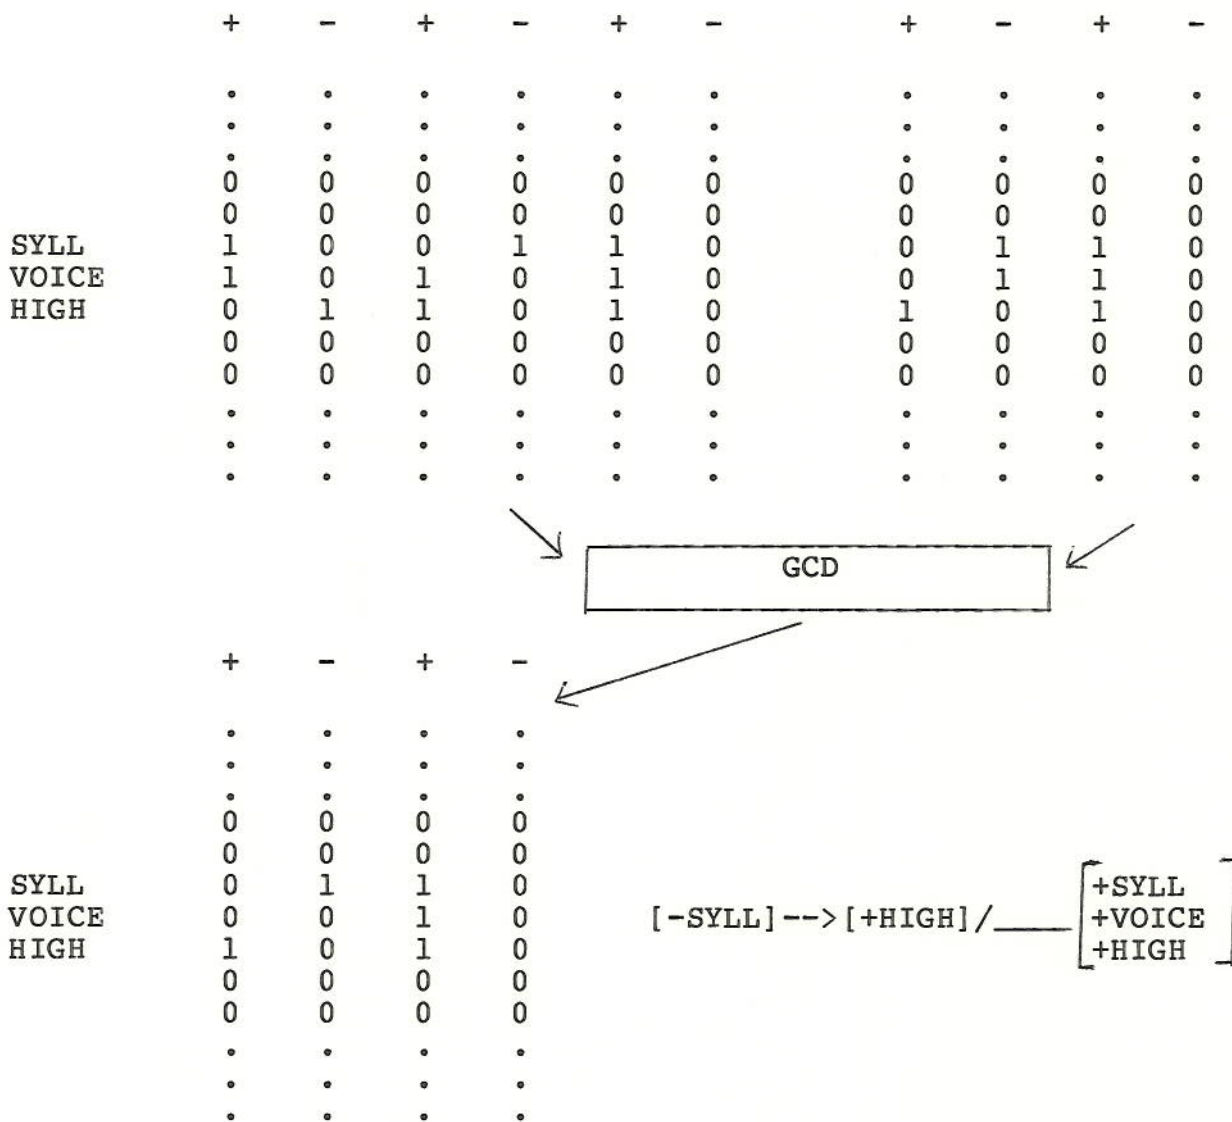 + - + - + - + - + -
. . . . . . . . . .
. . . . . . . . . .
. . . . . . . . . .
0 0 0 0 0 0 0 0 0 0
0 0 0 0 0 0 0 0 0 0
SYLL 1 0 0 1 1 0 0 1 1 0
VOICE 1 0 1 0 1 0 0 1 1 0
HIGH 0 1 1 0 1 0 1 0 1 0
0 0 0 0 0 0 0 0 0 0
0 0 0 0 0 0 0 0 0 0
. . . . . . . . . .
. . . . . . . . . .
. . . . . . . . . .
GCD
+ - + -
. . . .
. . . .
. . . .
0 0 0 0
0 0 0 0
SYLL 0 1 1 0 +SYLL
VOICE 0 0 1 0 [-SYLL]-->[+HIGH]/____ +VOICE
HIGH 1 0 1 0 +HIGH
0 0 0 0
0 0 0 0
. . . .
. . . .
. . . .